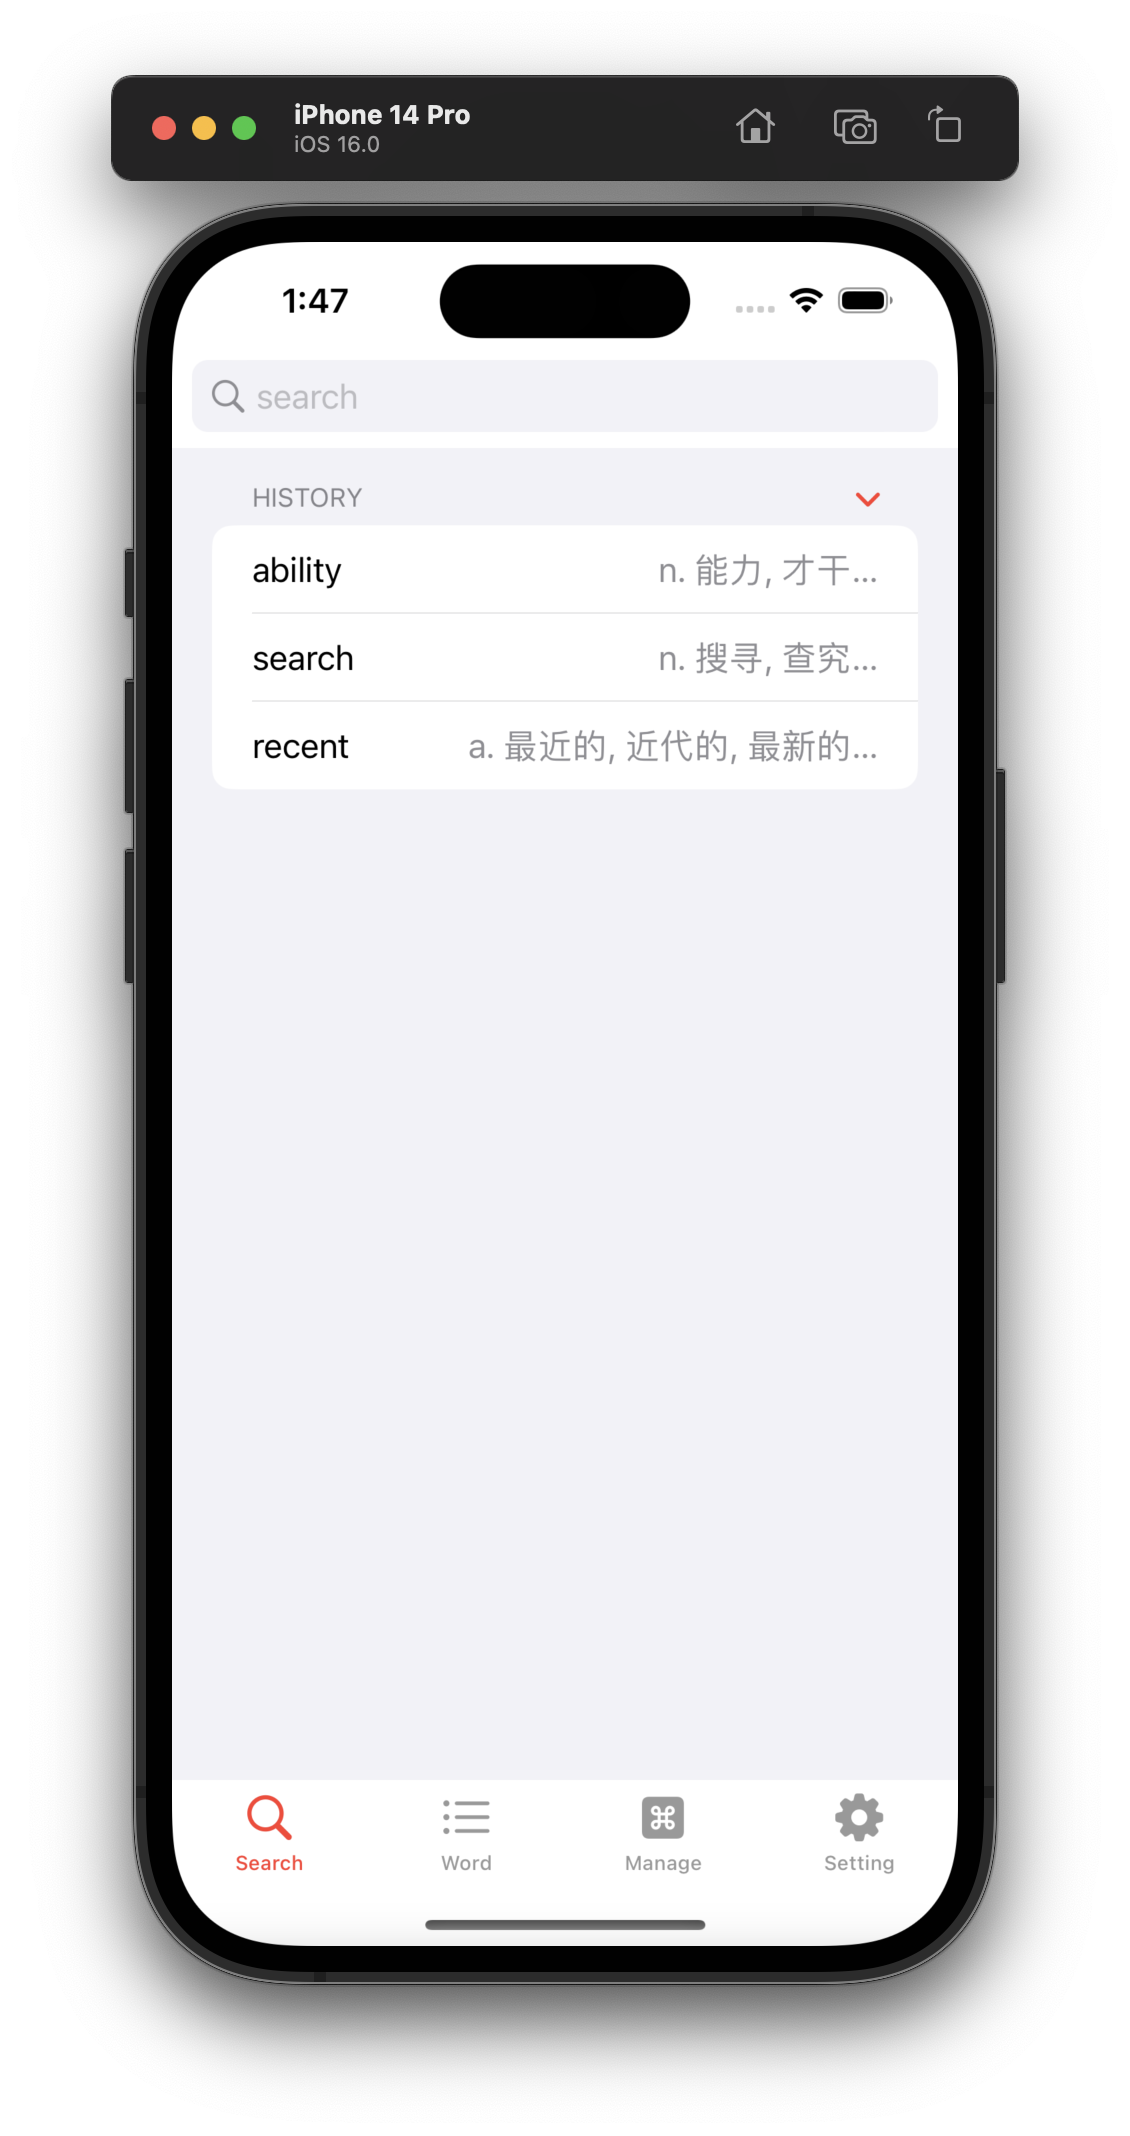 iPhone 14 Pro
iOS 16.0
1:47
search
HISTORY
ability n. 能力, 才干...
search n. 搜寻, 查究...
recent a. 最近的, 近代的, 最新的...
Search Word Manage Setting